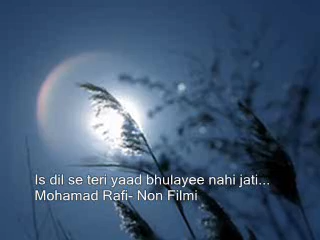 Is dil se teri yaad bhulayee nahi jati...
Mohamad Rafi- Non Filmi